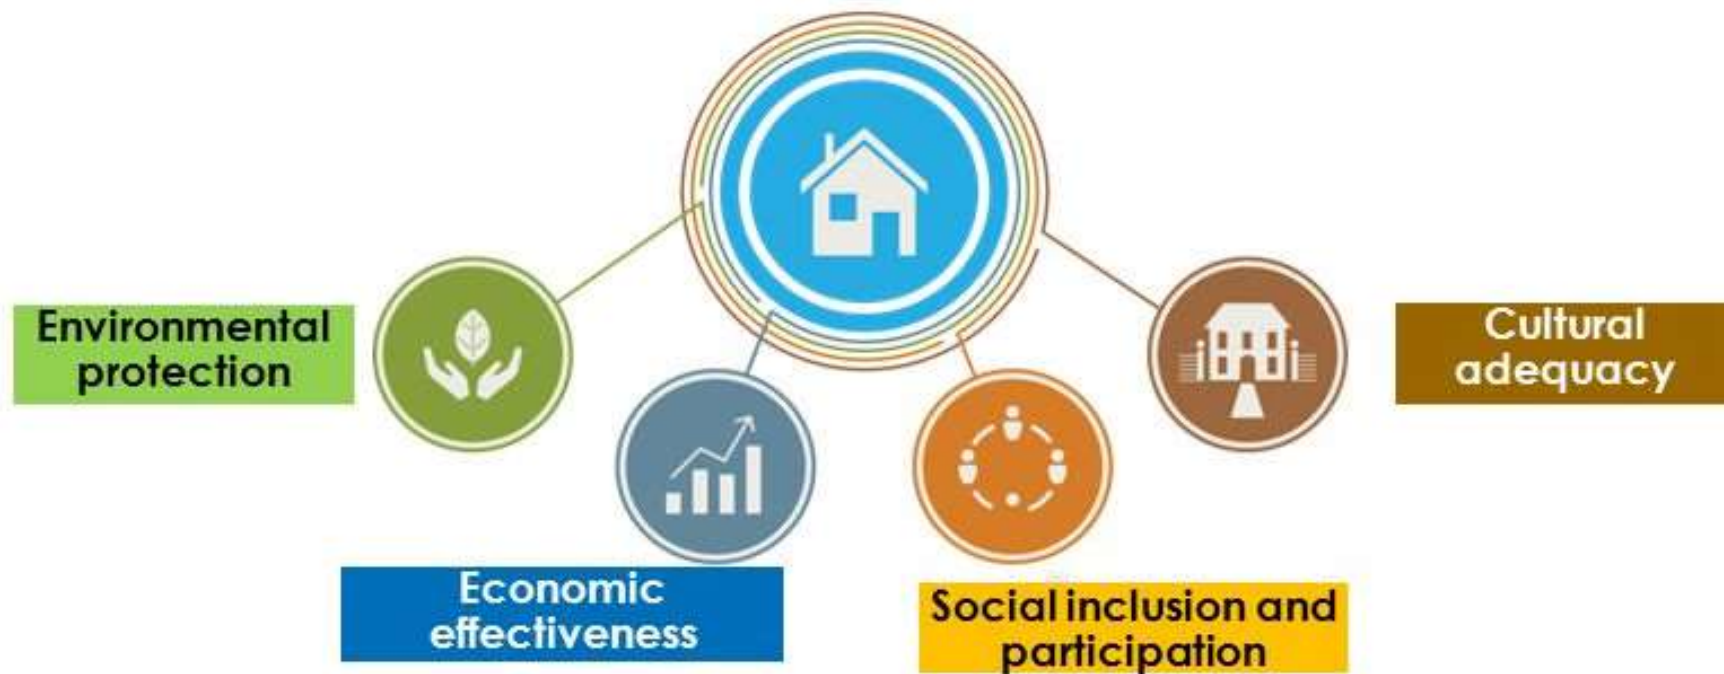 Environmental
protection
Economic
effectiveness
Social inclusion and
participation
Cultural
adequacy